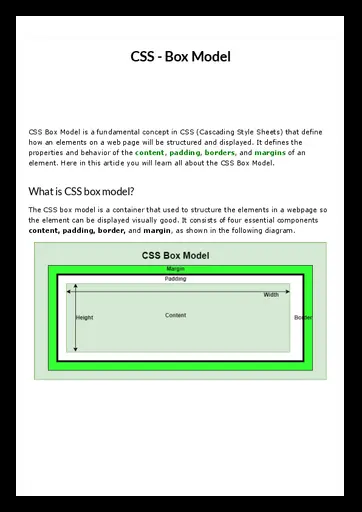 CSS - Box Model
CSS Box Model is a fundamental concept in CSS (Cascading Style Sheets) that define
how an elements on a web page will be structured and displayed. It defines the
properties and behavior of the content, padding, borders, and margins of an
element. Here in this article you will learn all about the CSS Box Model.
What is CSS box model?
The CSS box model is a container that used to structure the elements in a webpage so
the element can be displayed visually good. It consists of four essential components
content, padding, border, and margin, as shown in the following diagram.
CSS Box Model
Margin
Padding
Width
Height
Content
Border